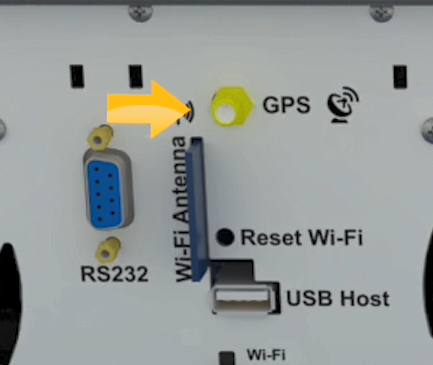 GPS
Wi-Fi Antenna
Reset Wi-Fi
RS232
USB Host
Wi-Fi